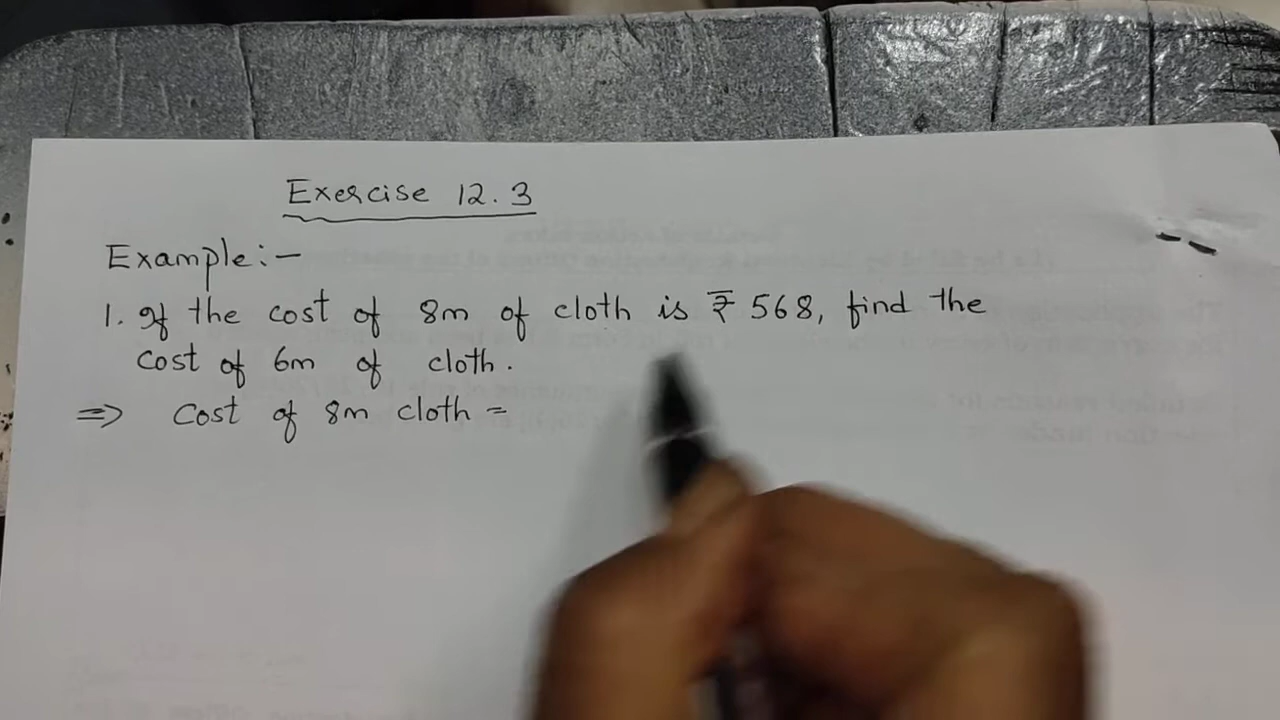 Exercise 12.3
Example:-
1. If the cost of 8m of cloth is ₹ 568, find the
cost of 6m of cloth.
⇒ Cost of 8m cloth =